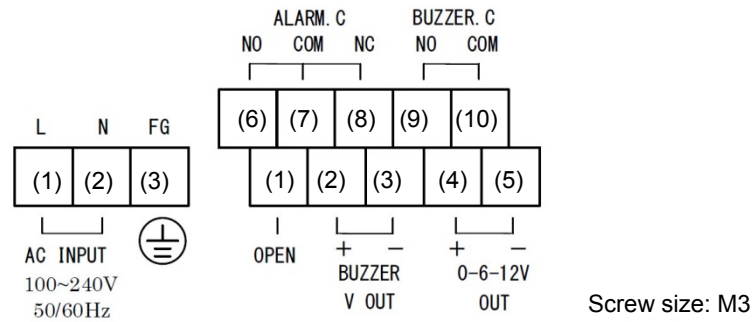 ALARM. C BUZZER. C
NO COM NC NO COM
(6) (7) (8) (9) (10)
L N FG
(1) (2) (3) (1) (2) (3) (4) (5)
AC INPUT
100~240V
50/60Hz
OPEN + - + -
BUZZER 0-6-12V
V OUT OUT
Screw size: M3